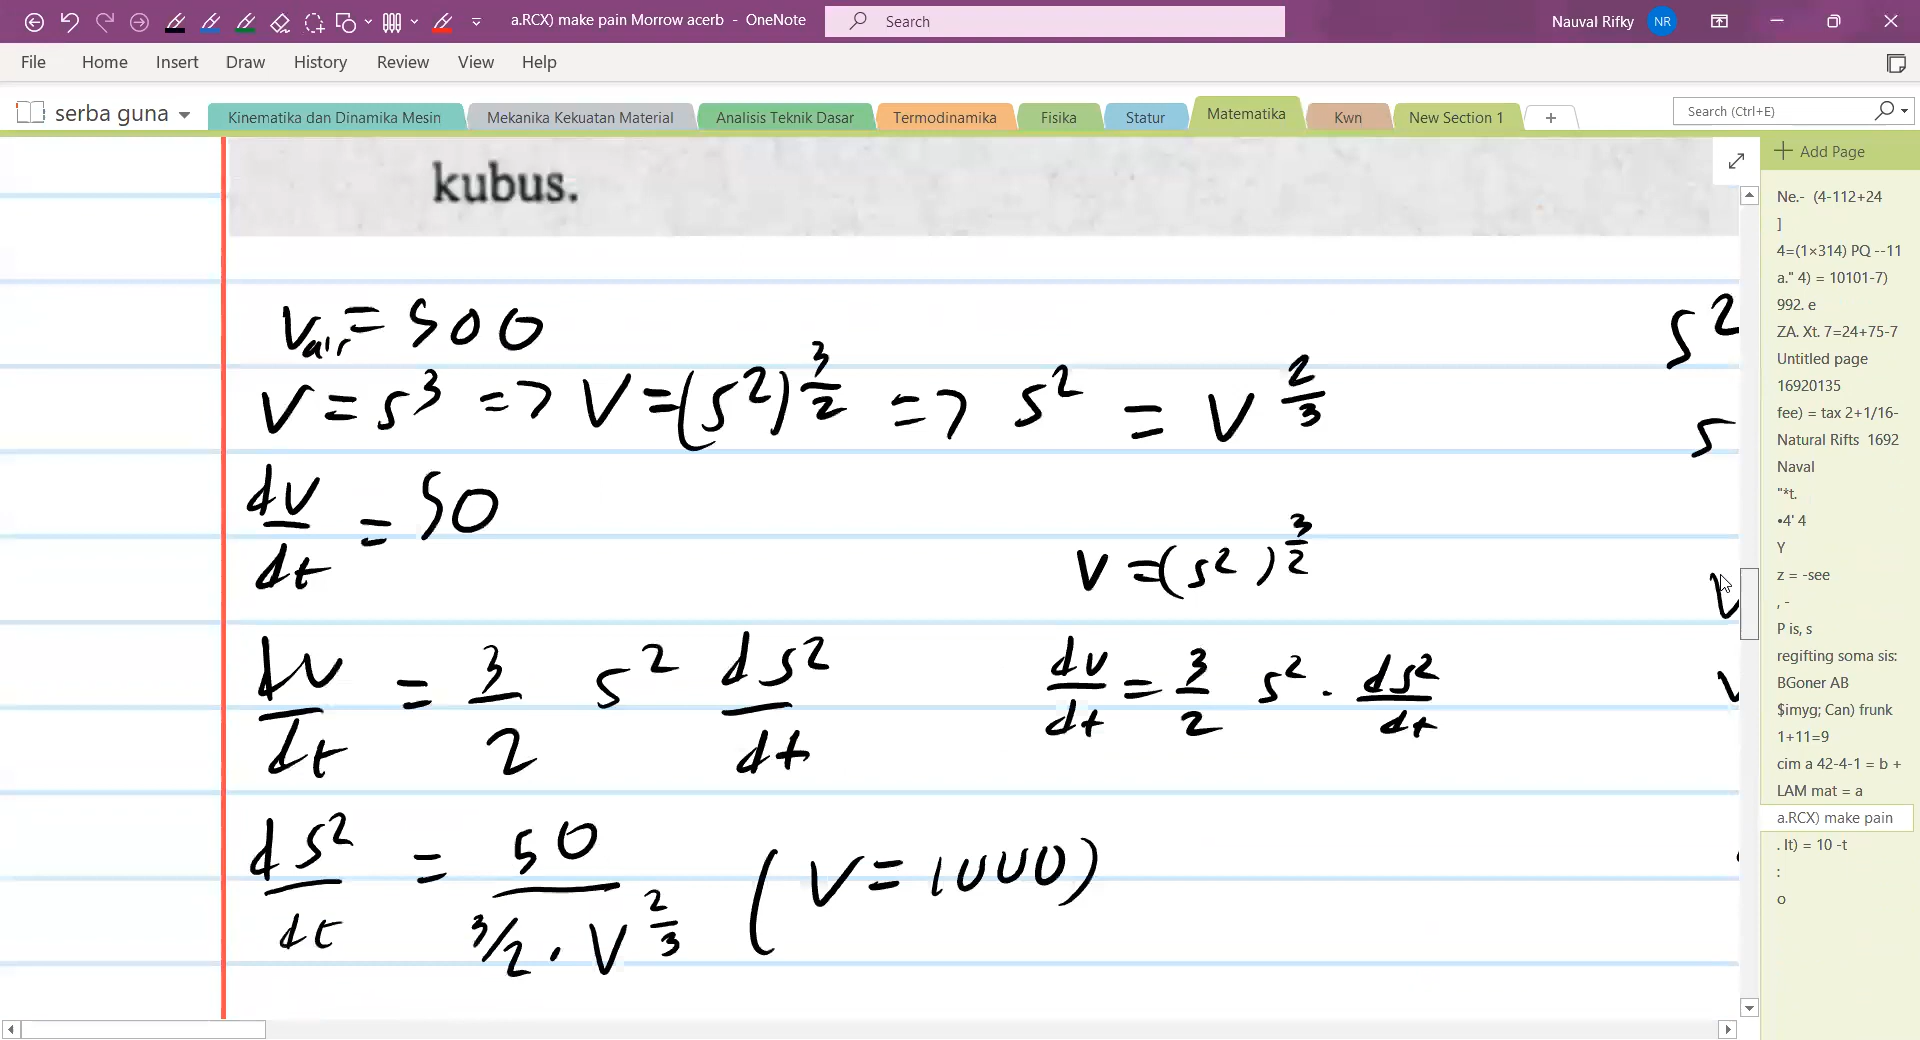 a.RCX) make pain Morrow acerb - OneNote
Search
Nauval Rifky NR
File Home Insert Draw History Review View Help
serba guna
Kinematika dan Dinamika Mesin Mekanika Kekuatan Material Analisis Teknik Dasar Termodinamika Fisika Statur Matematika Kwn New Section 1 +
Search (Ctrl+E)
kubus.
Vair = 500
V = s³ => V = (s²)^3/2 => s² = V^2/3
dv/dt = 50
V = (s²)^3/2
dv/dt = 3/2 s² ds²/dt
dv/dt = 3/2 s² . ds²/dt
ds²/dt = 50 / 3/2 . V^2/3 (V = 1000)
s²
s
V
V
Add Page
Ne.- (4-112+24
]
4=(1×314) PQ --11
a." 4) = 10101-7)
992. e
ZA. Xt. 7=24+75-7
Untitled page
16920135
fee) = tax 2+1/16-
Natural Rifts 1692
Naval
"*t.
•4' 4
Y
z = -see
, -
P is, s
regifting soma sis:
BGoner AB
$imyg; Can) frunk
1+11=9
cim a 42-4-1 = b +
LAM mat = a
a.RCX) make pain
. It) = 10 -t
:
o